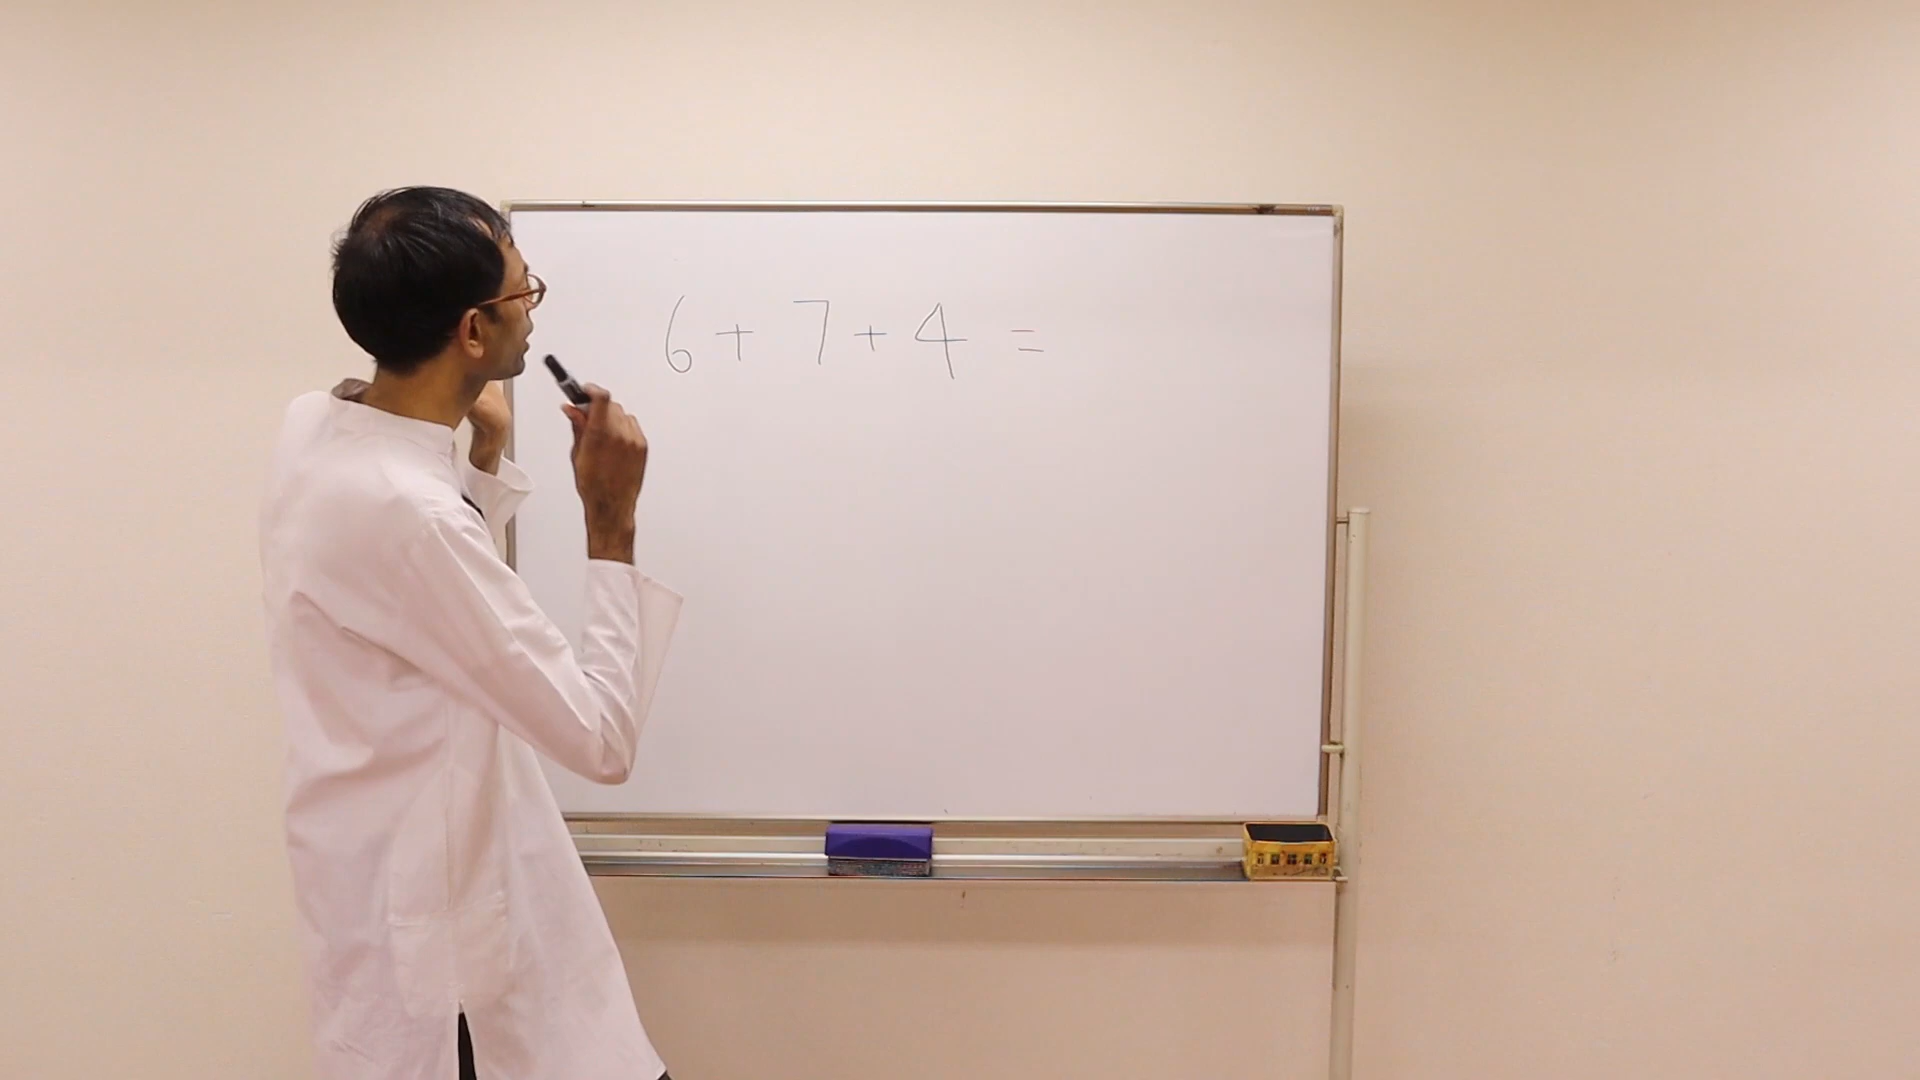 6 + 7 + 4 =